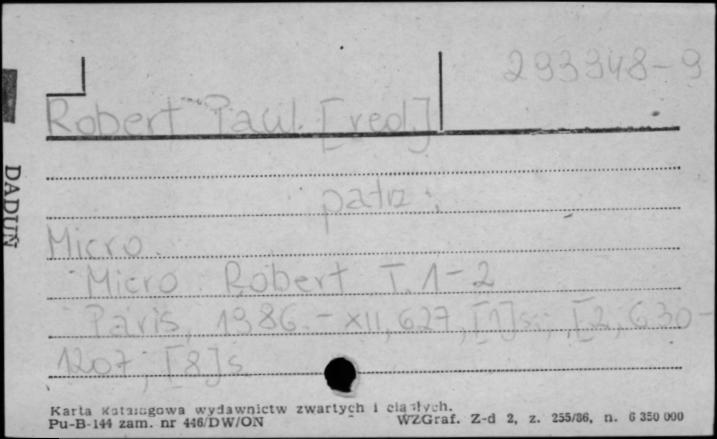 293348-9
Robert Paul. [red.]
patrz:
Micro.
Micro Robert T. 1-2
Paris, 1986.- XII, 627, [1]s.; [2], 630-
1207, [8]s
DADUN
Karta katalogowa wydawnictw zwartych i ciągłych.
Pu-B-144 zam. nr 446/DW/ON
WZGraf. Z-d 2, z. 255/86, n. 6 350 000